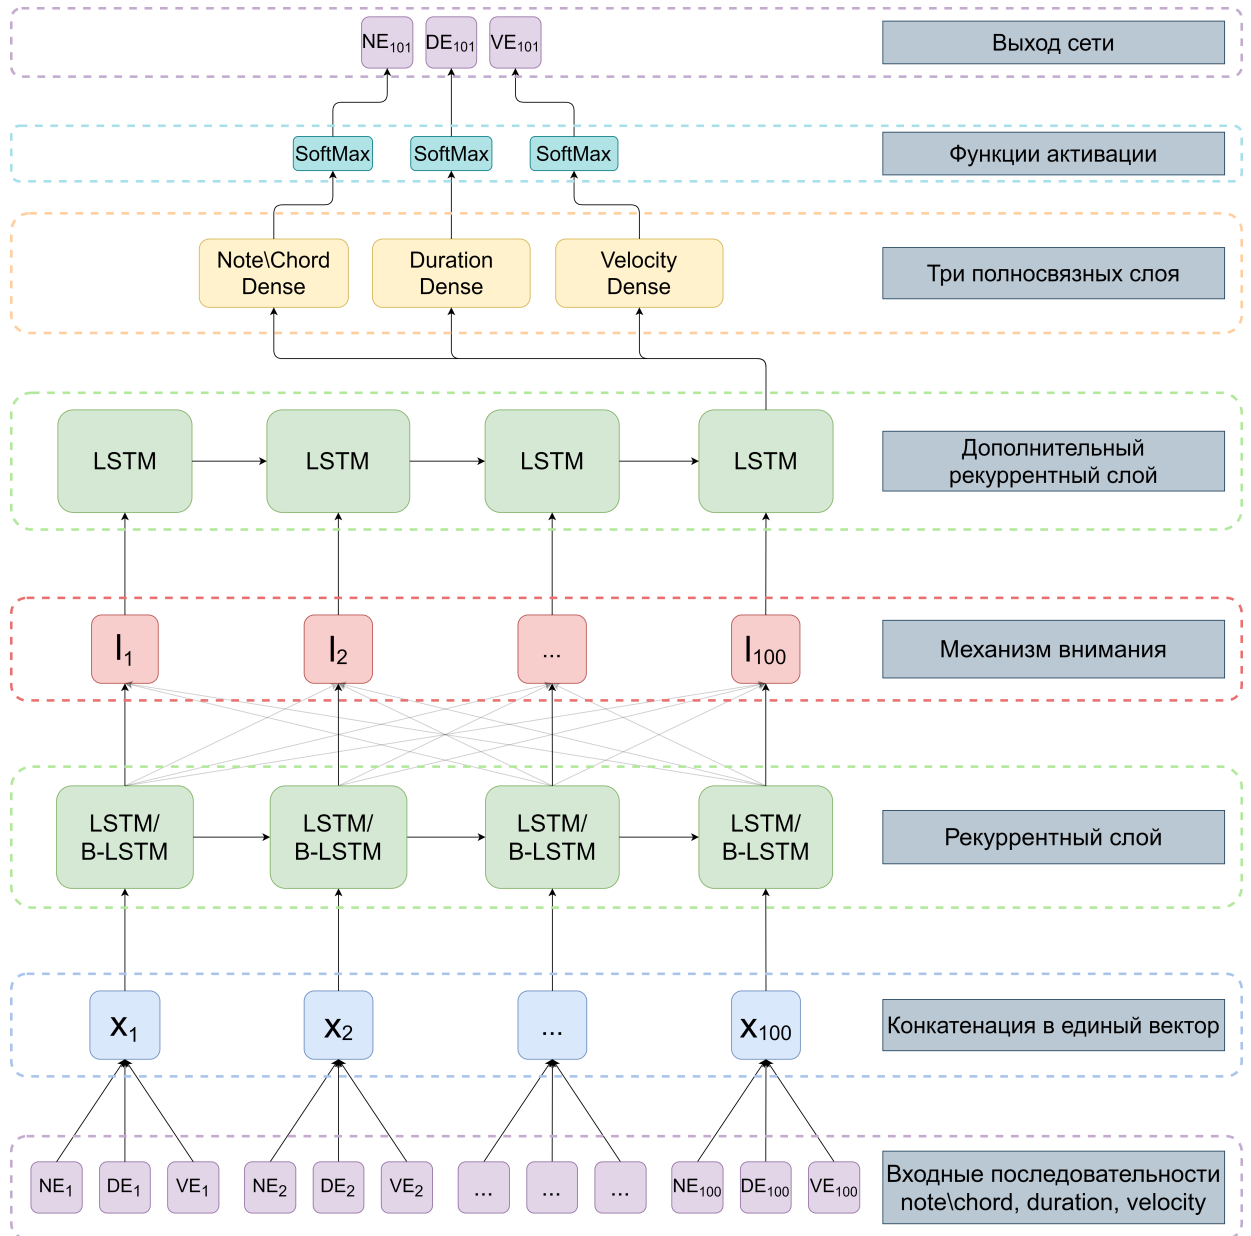 NE101 DE101 VE101
Выход сети
SoftMax SoftMax SoftMax
Функции активации
Note\Chord
Dense
Duration
Dense
Velocity
Dense
Три полносвязных слоя
LSTM LSTM LSTM LSTM
Дополнительный
рекуррентный слой
I1 I2 ... I100
Механизм внимания
LSTM/
B-LSTM
LSTM/
B-LSTM
LSTM/
B-LSTM
LSTM/
B-LSTM
Рекуррентный слой
x1 x2 ... x100
Конкатенация в единый вектор
NE1 DE1 VE1 NE2 DE2 VE2 ... ... ... NE100 DE100 VE100
Входные последовательности
note\chord, duration, velocity